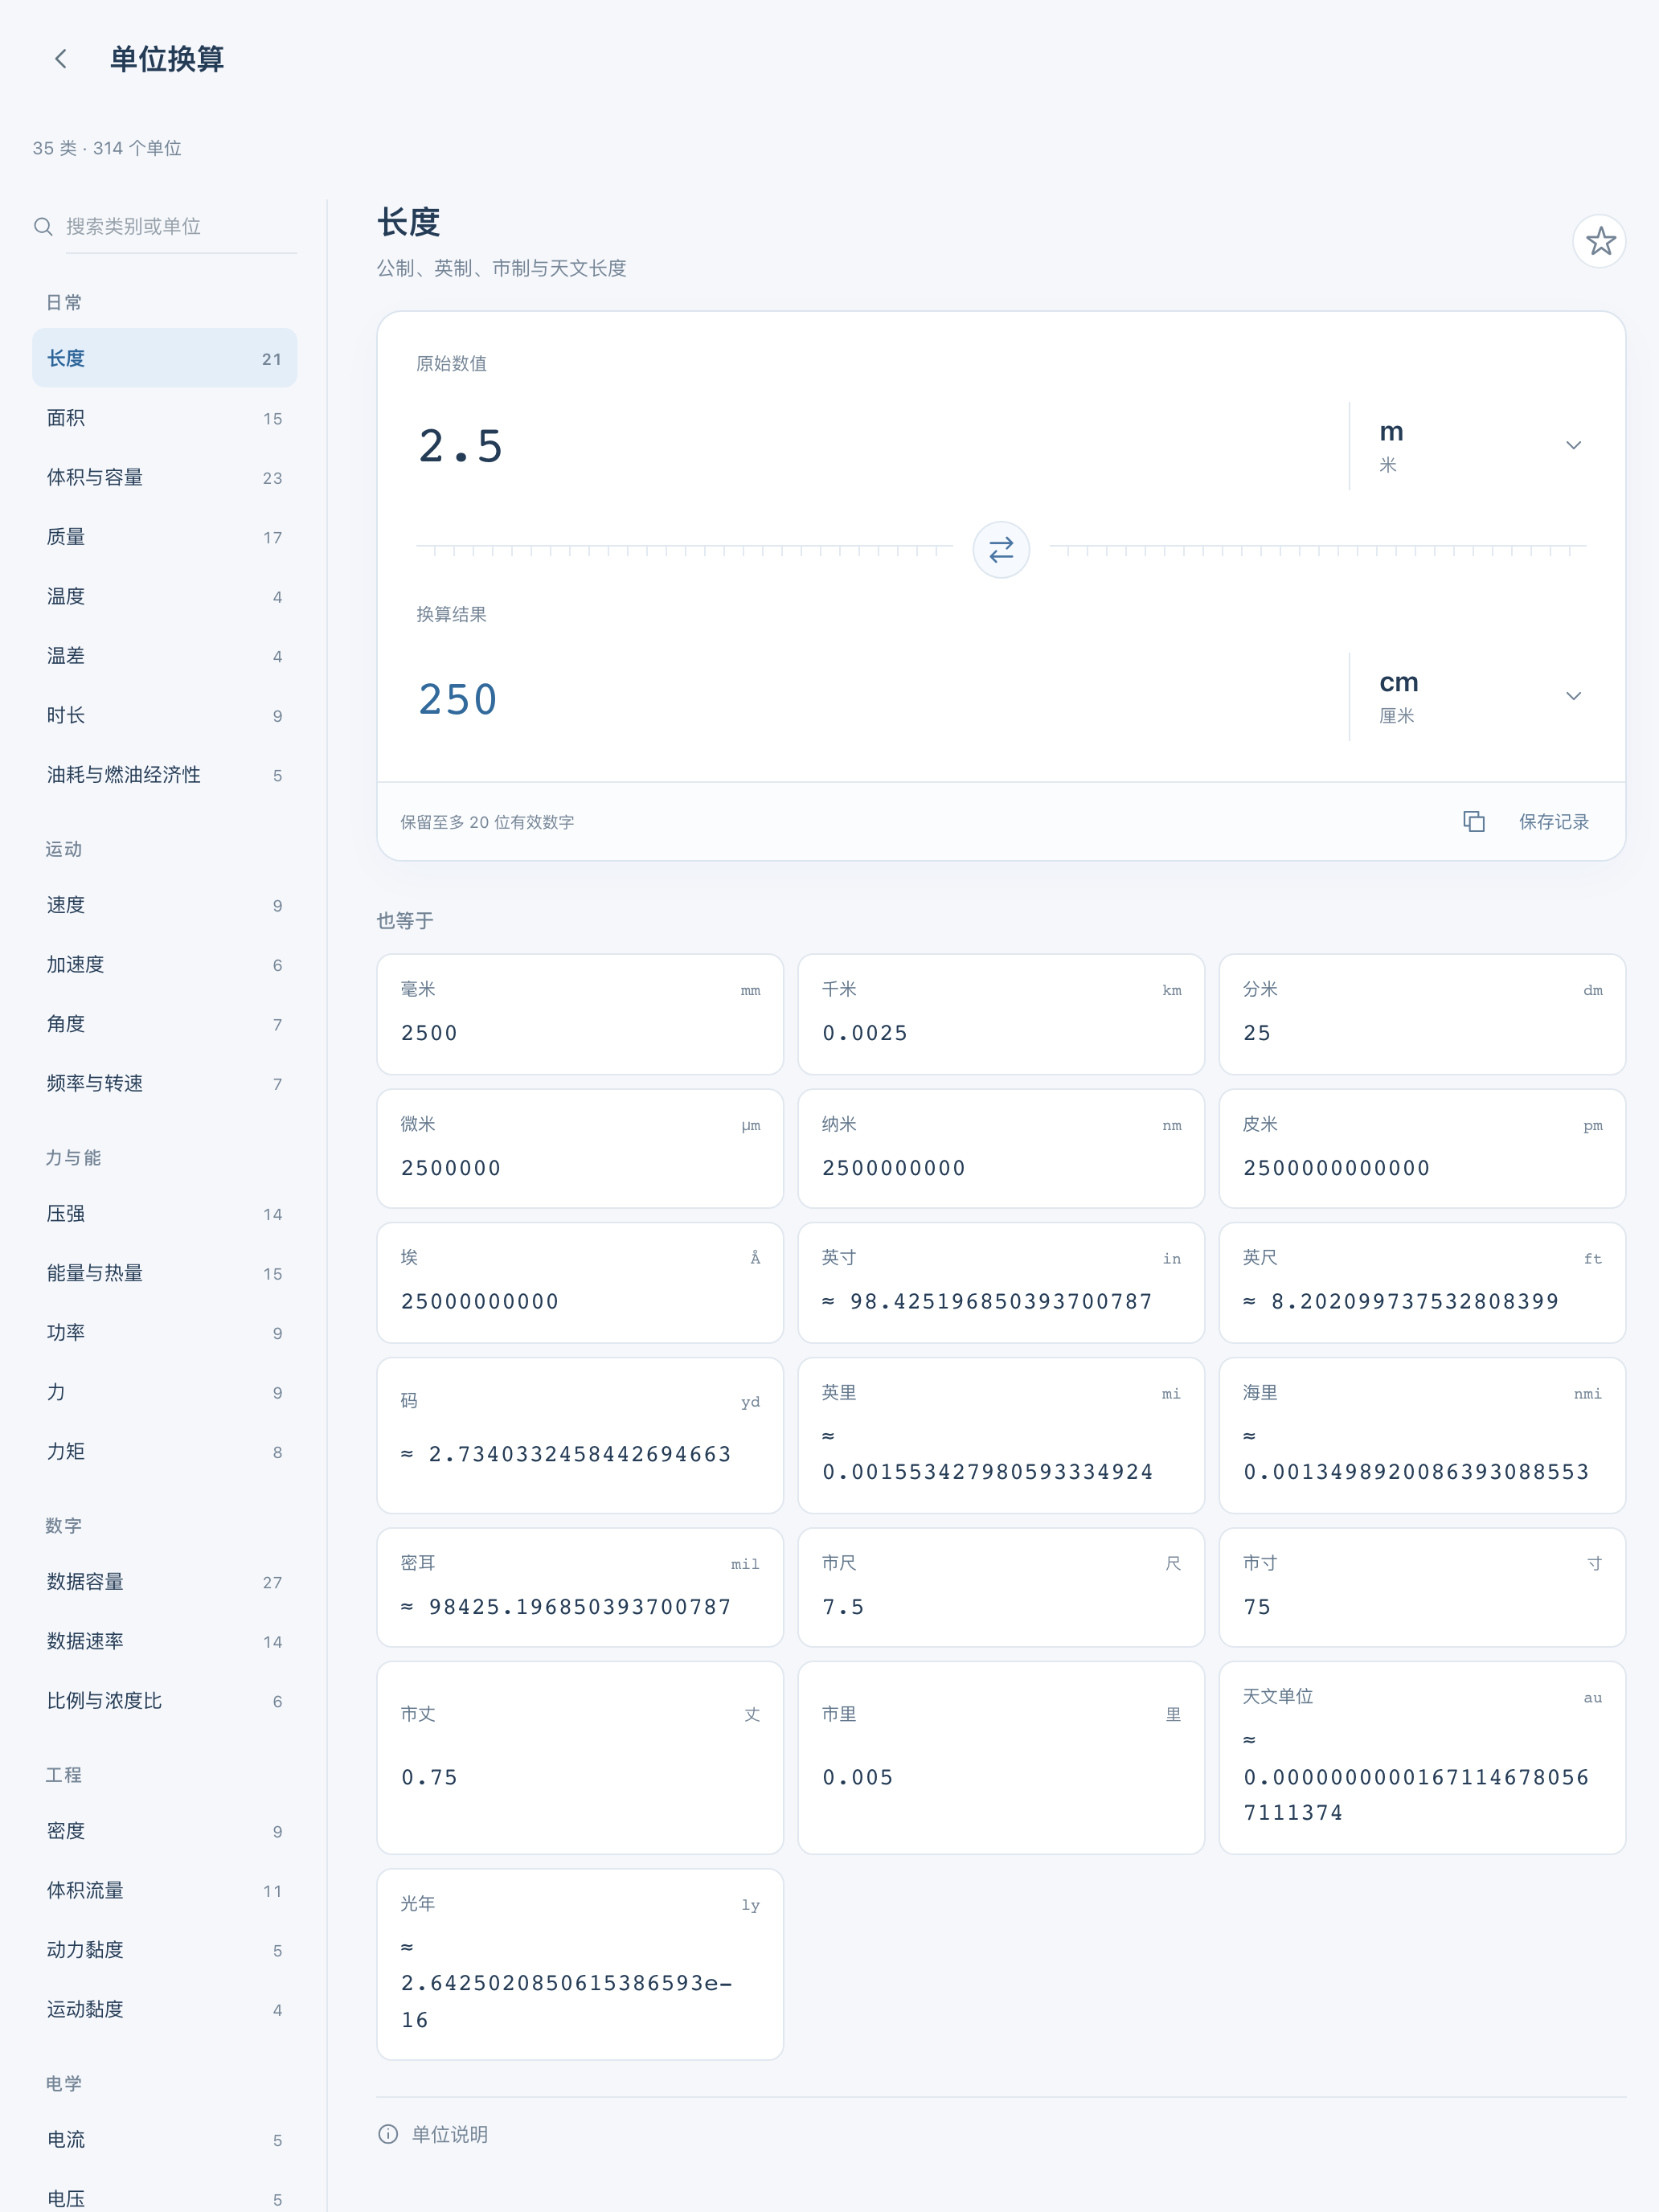 单位换算
35 类 · 314 个单位
搜索类别或单位
日常
长度 21
面积 15
体积与容量 23
质量 17
温度 4
温差 4
时长 9
油耗与燃油经济性 5
运动
速度 9
加速度 6
角度 7
频率与转速 7
力与能
压强 14
能量与热量 15
功率 9
力 9
力矩 8
数字
数据容量 27
数据速率 14
比例与浓度比 6
工程
密度 9
体积流量 11
动力黏度 5
运动黏度 4
电学
电流 5
电压 5
长度
公制、英制、市制与天文长度
原始数值
2.5
m
米
换算结果
250
cm
厘米
保留至多 20 位有效数字
保存记录
也等于
毫米 mm
2500
千米 km
0.0025
分米 dm
25
微米 µm
2500000
纳米 nm
2500000000
皮米 pm
2500000000000
埃 Å
25000000000
英寸 in
≈ 98.425196850393700787
英尺 ft
≈ 8.202099737532808399
码 yd
≈ 2.7340332458442694663
英里 mi
≈
0.001553427980593334924
海里 nmi
≈
0.0013498920086393088553
密耳 mil
≈ 98425.196850393700787
市尺 尺
7.5
市寸 寸
75
市丈 丈
0.75
市里 里
0.005
天文单位 au
≈
0.0000000000167114678056
7111374
光年 ly
≈
2.6425020850615386593e-
16
单位说明